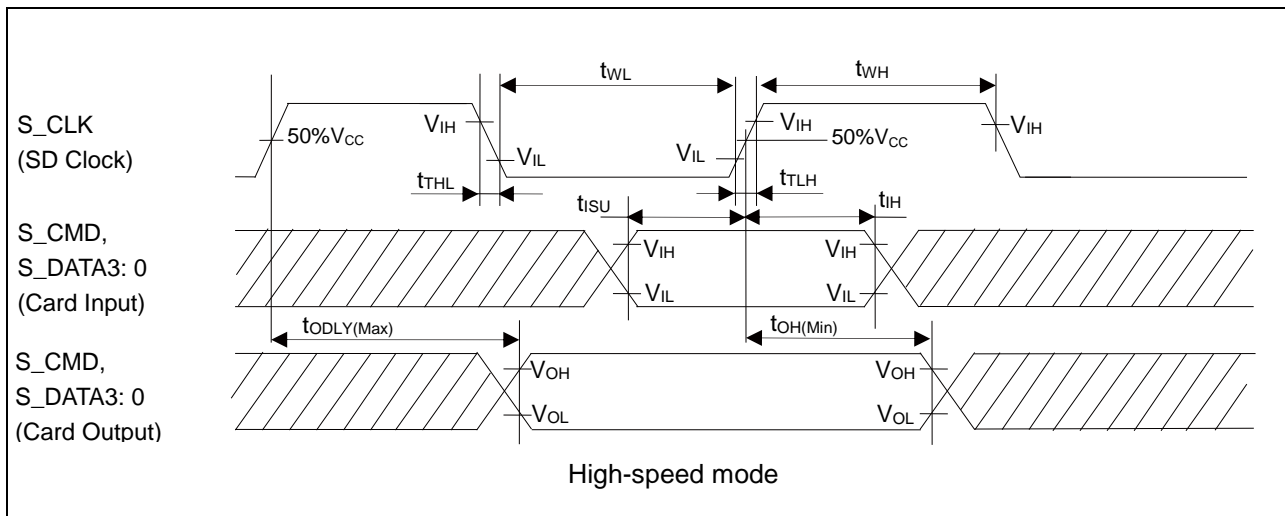 tWL
tWH
S_CLK
(SD Clock)
50%VCC
VIH
VIL
VIL
VIH
50%VCC
VIH
tTHL
tTLH
tISU
tIH
S_CMD,
S_DATA3: 0
(Card Input)
VIH
VIL
VIH
VIL
tODLY(Max)
tOH(Min)
S_CMD,
S_DATA3: 0
(Card Output)
VOH
VOL
VOH
VOL
High-speed mode